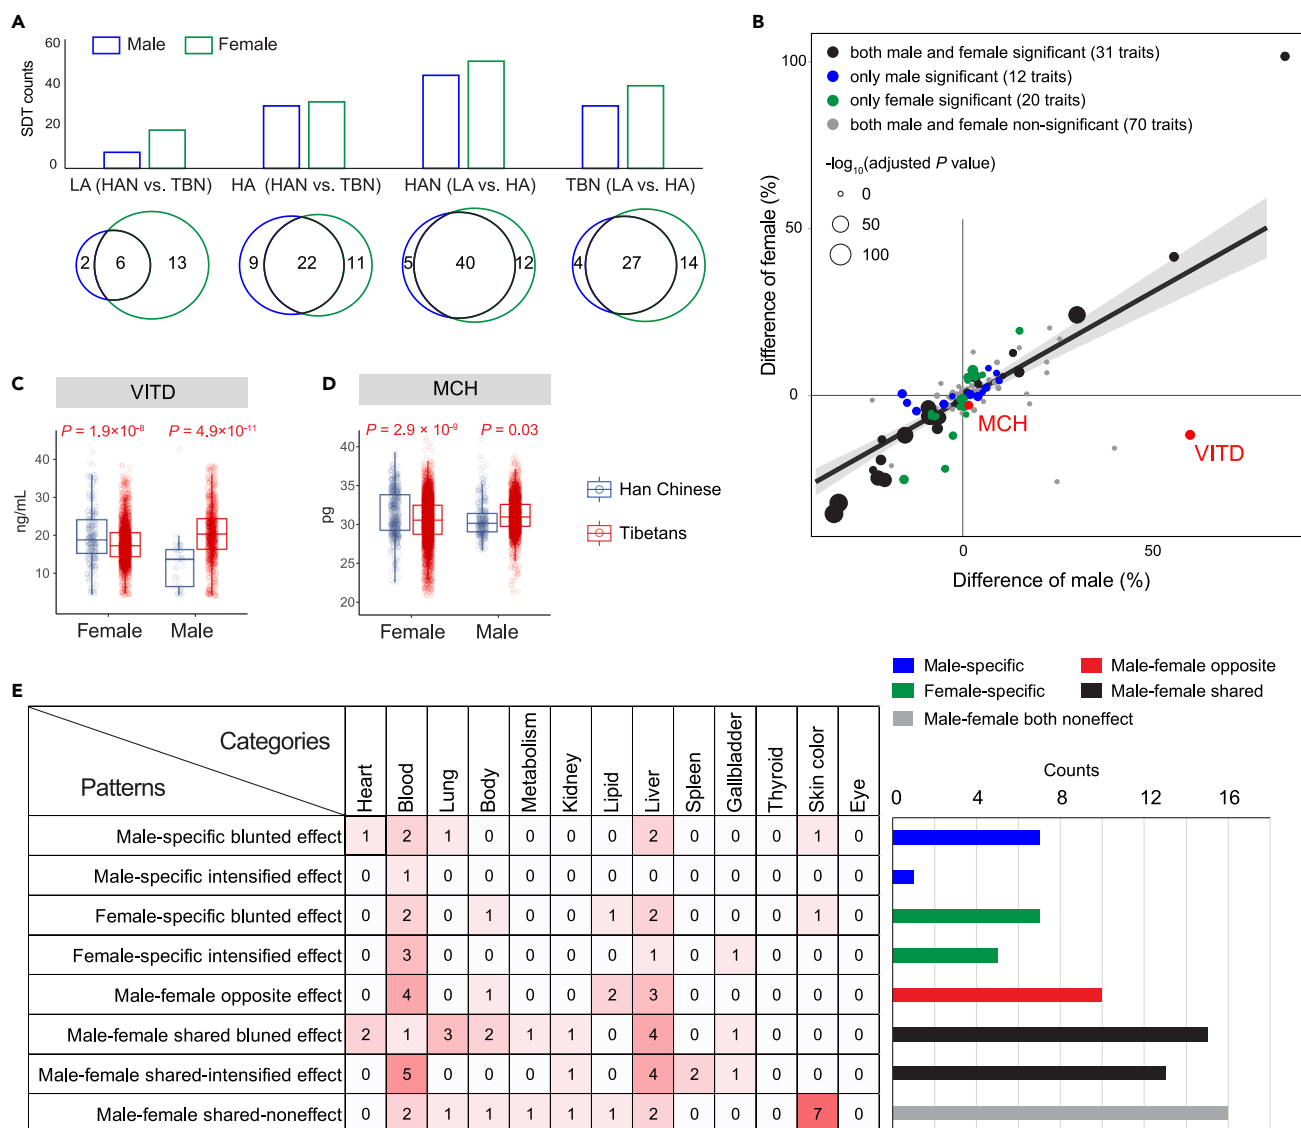 A
60
Male
Female
40
20
0
SDT counts
LA (HAN vs. TBN)
HA (HAN vs. TBN)
HAN (LA vs. HA)
TBN (LA vs. HA)
2
6
13
9
22
11
5
40
12
4
27
14
B
both male and female significant (31 traits)
only male significant (12 traits)
only female significant (20 traits)
both male and female non-significant (70 traits)
-log10(adjusted P value)
0
50
100
100
50
0
Difference of female (%)
MCH
VITD
0
50
Difference of male (%)
C
VITD
P = 1.9×10-8
P = 4.9×10-11
40
30
20
10
ng/mL
Female
Male
D
MCH
P = 2.9 × 10-9
P = 0.03
40
35
30
25
20
pg
Female
Male
Han Chinese
Tibetans
E
Male-specific
Male-female opposite
Female-specific
Male-female shared
Male-female both noneffect
Categories
Patterns
Heart
Blood
Lung
Body
Metabolism
Kidney
Lipid
Liver
Spleen
Gallbladder
Thyroid
Skin color
Eye
Counts
0
4
8
10
13
16
Male-specific blunted effect 1 2 1 0 0 0 0 2 0 0 0 1 0
Male-specific intensified effect 0 1 0 0 0 0 0 0 0 0 0 0 0
Female-specific blunted effect 0 2 0 1 0 0 1 2 0 0 0 1 0
Female-specific intensified effect 0 3 0 0 0 0 0 1 0 1 0 0 0
Male-female opposite effect 0 4 0 1 0 0 2 3 0 0 0 0 0
Male-female shared bluned effect 2 1 3 2 1 1 0 4 0 1 0 0 0
Male-female shared-intensified effect 0 5 0 0 0 1 0 4 2 1 0 0 0
Male-female shared-noneffect 0 2 1 1 1 1 1 2 0 0 0 7 0